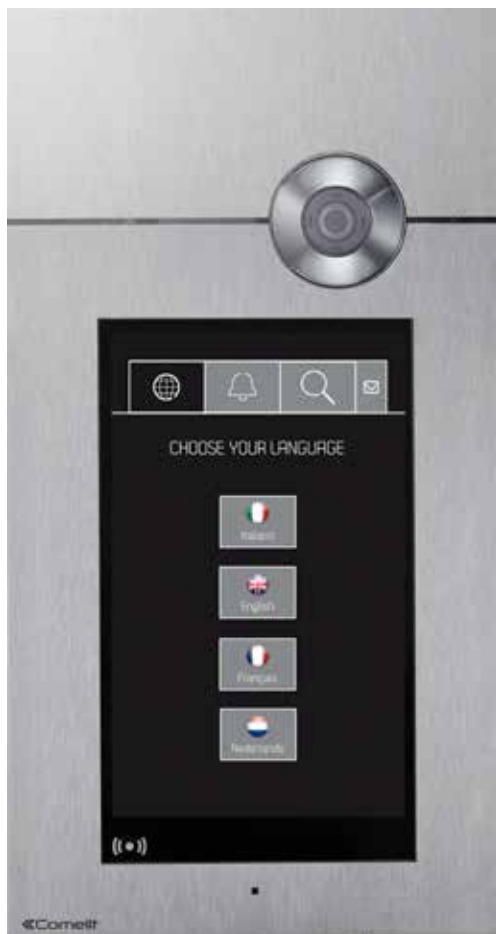 CHOOSE YOUR LANGUAGE
Italiano
English
Français
Nederlands
Comelit